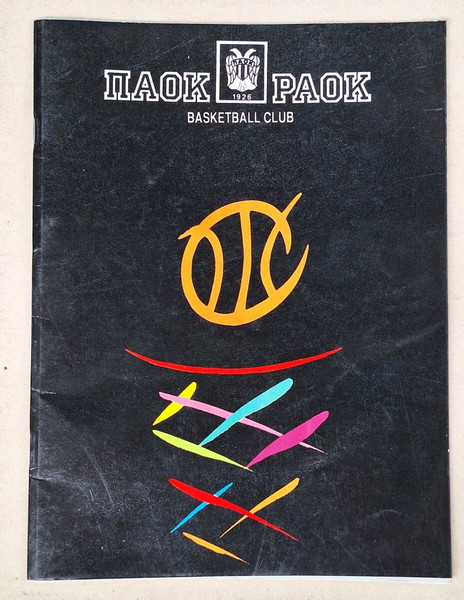 ΠΑΟΚ PAOK
1926
BASKETBALL CLUB